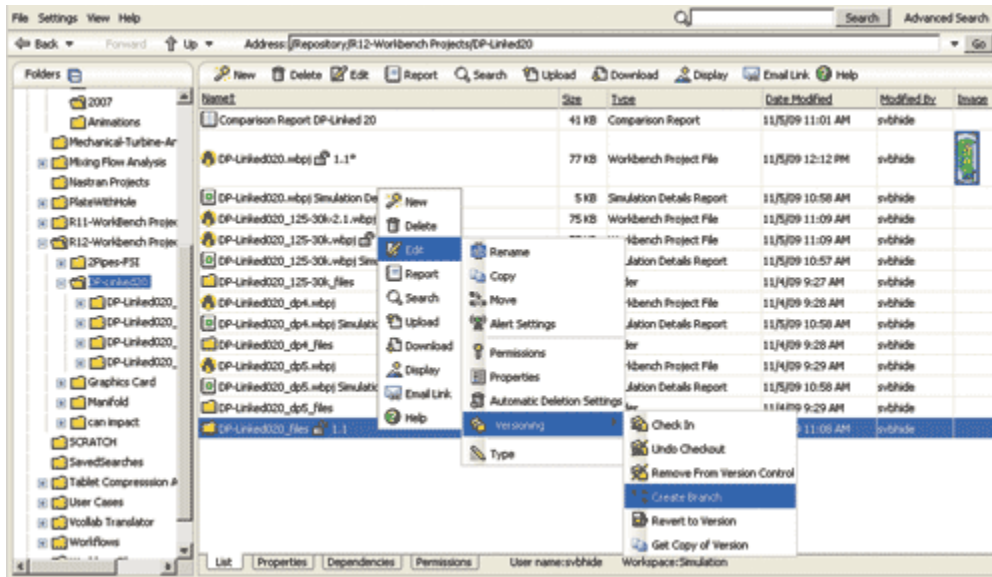 File Settings View Help Search Advanced Search
Back Forward Up Address: /Repository/R12-Workbench Projects/DP-Linked20 Go
Folders New Delete Edit Report Search Upload Download Display Email Link Help
Name1 Size Type Date Modified Modified By Image
2007
Animations
Mechanical-Turbine-Ar
Mixing Flow Analysis
Nastran Projects
PlateWithHole
R11-WorkBench Projec
R12-Workbench Projec
2Pipes-FSI
DP-Linked20
DP-Linked020_
DP-Linked020_
DP-Linked020_
DP-Linked020_
Graphics Card
Manifold
can impact
SCRATCH
SavedSearches
Tablet Compresssion A
User Cases
Vcollab Translator
Workflows
Comparison Report DP-Linked 20 41 KB Comparison Report 11/5/09 11:01 AM svbhide
DP-Linked020.wbpj 1.1* 77 KB Workbench Project File 11/5/09 12:12 PM svbhide
DP-Linked020.wbpj Simulation De 5 KB Simulation Details Report 11/5/09 10:58 AM svbhide
DP-Linked020_125-30k-v2.1.wbpj 75 KB Workbench Project File 11/5/09 11:09 AM svbhide
DP-Linked020_125-30k.wbpj kbench Project File 11/5/09 11:09 AM svbhide
DP-Linked020_125-30k.wbpj Simu ulation Details Report 11/5/09 10:57 AM svbhide
DP-Linked020_125-30k_files der 11/4/09 9:27 AM svbhide
DP-Linked020_dp4.wbpj kbench Project File 11/4/09 9:28 AM svbhide
DP-Linked020_dp4.wbpj Simulatic ulation Details Report 11/5/09 10:58 AM svbhide
DP-Linked020_dp4_files der 11/4/09 9:28 AM svbhide
DP-Linked020_dp5.wbpj kbench Project File 11/4/09 9:29 AM svbhide
DP-Linked020_dp5.wbpj Simulatic ulation Details Report 11/5/09 10:58 AM svbhide
DP-Linked020_dp5_files der 11/4/09 9:29 AM svbhide
DP-Linked020_files 1.1 11:08 AM svbhide
New
Delete
Edit
Report
Search
Upload
Download
Display
Email Link
Help
Rename
Copy
Move
Alert Settings
Permissions
Properties
Automatic Deletion Settings
Versioning
Type
Check In
Undo Checkout
Remove From Version Control
Create Branch
Revert to Version
Get Copy of Version
List Properties Dependencies Permissions User name:svbhide Workspace:Simulation